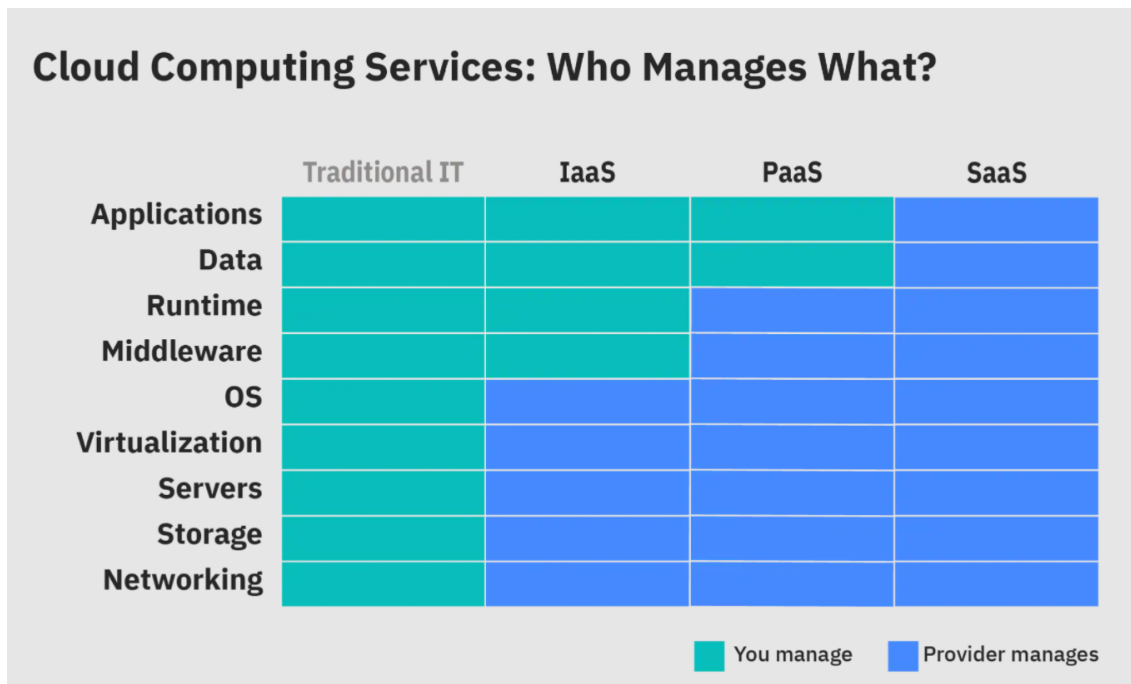 Cloud Computing Services: Who Manages What?
Traditional IT IaaS PaaS SaaS
Applications
Data
Runtime
Middleware
OS
Virtualization
Servers
Storage
Networking
You manage Provider manages